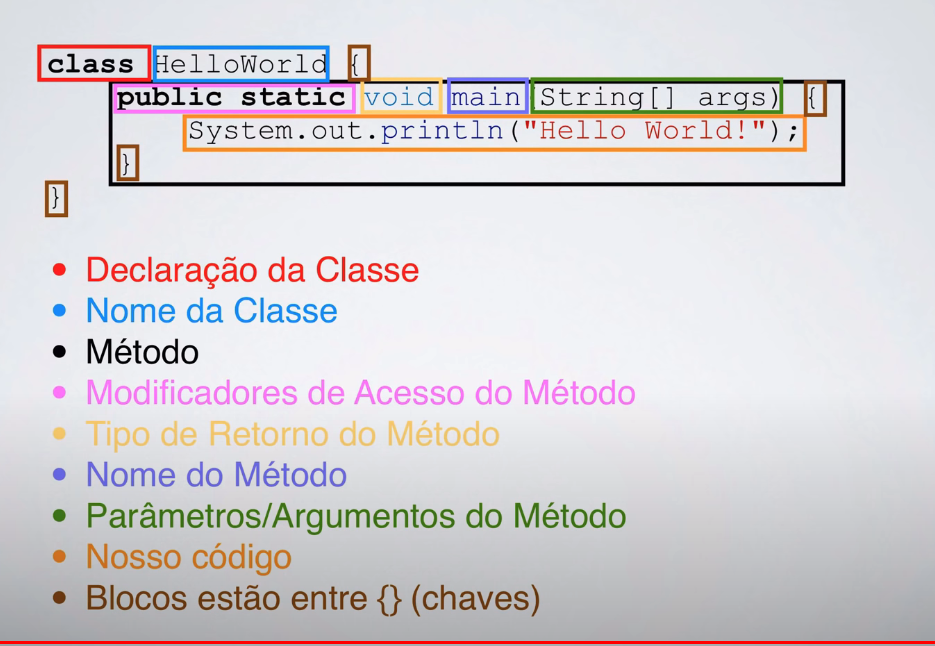 class HelloWorld {
public static void main(String[] args) {
System.out.println("Hello World!");
}
}
• Declaração da Classe
• Nome da Classe
• Método
• Modificadores de Acesso do Método
• Tipo de Retorno do Método
• Nome do Método
• Parâmetros/Argumentos do Método
• Nosso código
• Blocos estão entre {} (chaves)